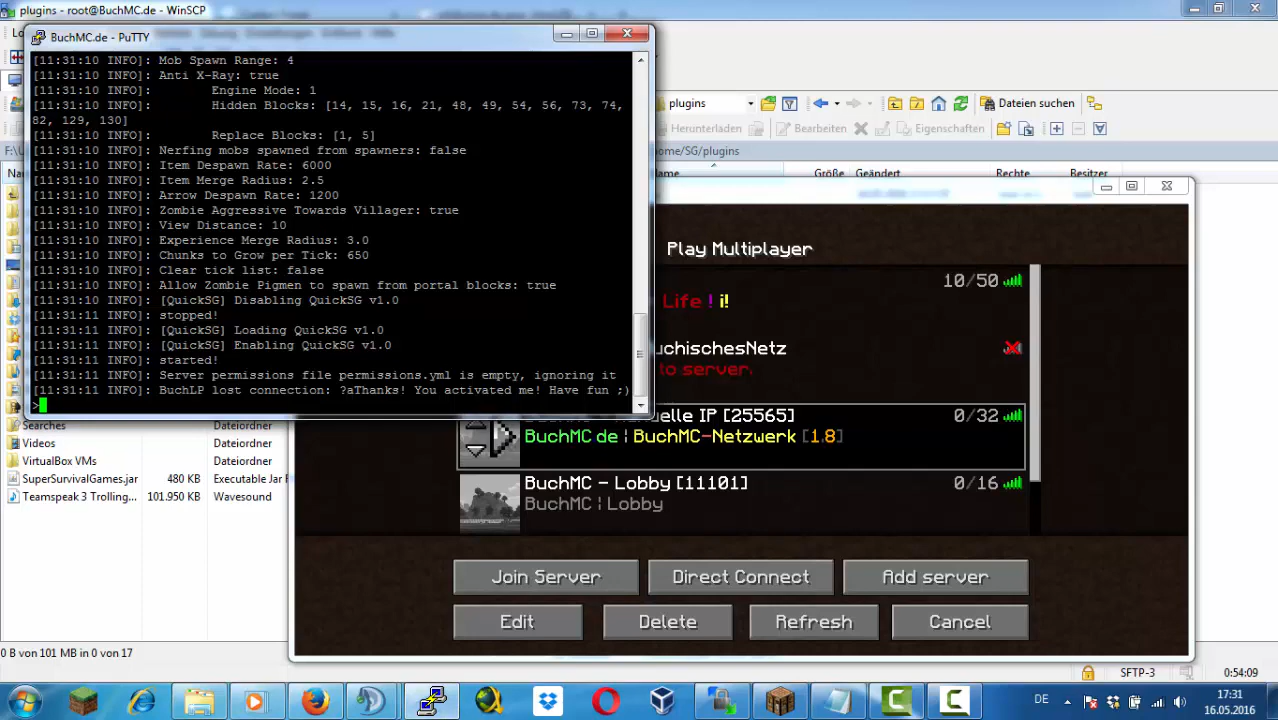 plugins - root@BuchMC.de - WinSCP
BuchMC.de - PuTTY
[11:31:10 INFO]: Mob Spawn Range: 4
[11:31:10 INFO]: Anti X-Ray: true
[11:31:10 INFO]: Engine Mode: 1
[11:31:10 INFO]: Hidden Blocks: [14, 15, 16, 21, 48, 49, 54, 56, 73, 74,
82, 129, 130]
[11:31:10 INFO]: Replace Blocks: [1, 5]
[11:31:10 INFO]: Nerfing mobs spawned from spawners: false
[11:31:10 INFO]: Item Despawn Rate: 6000
[11:31:10 INFO]: Item Merge Radius: 2.5
[11:31:10 INFO]: Arrow Despawn Rate: 1200
[11:31:10 INFO]: Zombie Aggressive Towards Villager: true
[11:31:10 INFO]: View Distance: 10
[11:31:10 INFO]: Experience Merge Radius: 3.0
[11:31:10 INFO]: Chunks to Grow per Tick: 650
[11:31:10 INFO]: Clear tick list: false
[11:31:10 INFO]: Allow Zombie Pigmen to spawn from portal blocks: true
[11:31:11 INFO]: [QuickSG] Disabling QuickSG v1.0
[11:31:11 INFO]: stopped!
[11:31:11 INFO]: [QuickSG] Loading QuickSG v1.0
[11:31:11 INFO]: [QuickSG] Enabling QuickSG v1.0
[11:31:11 INFO]: started!
[11:31:11 INFO]: Server permissions file permissions.yml is empty, ignoring it
[11:31:11 INFO]: BuchLP lost connection: ?aThanks! You activated me! Have fun ;)
>
plugins
Dateien suchen
Herunterladen
Bearbeiten
Eigenschaften
home/SG/plugins
Größe Geändert Rechte Besitzer
Play Multiplayer
10/50
Life ! i!
uchischesNetz
to server.
elle IP [25565] 0/32
BuchMC.de ¦ BuchMC-Netzwerk [1.8]
BuchMC - Lobby [11101] 0/16
BuchMC ¦ Lobby
Join Server
Direct Connect
Add server
Edit
Delete
Refresh
Cancel
Searches Dateiordner
Videos Dateiordner
VirtualBox VMs Dateiordner
SuperSurvivalGames.jar 480 KB Executable Jar F
Teamspeak 3 Trolling... 101.950 KB Wavesound
0 B von 101 MB in 0 von 17
SFTP-3
0:54:09
DE
17:31
16.05.2016